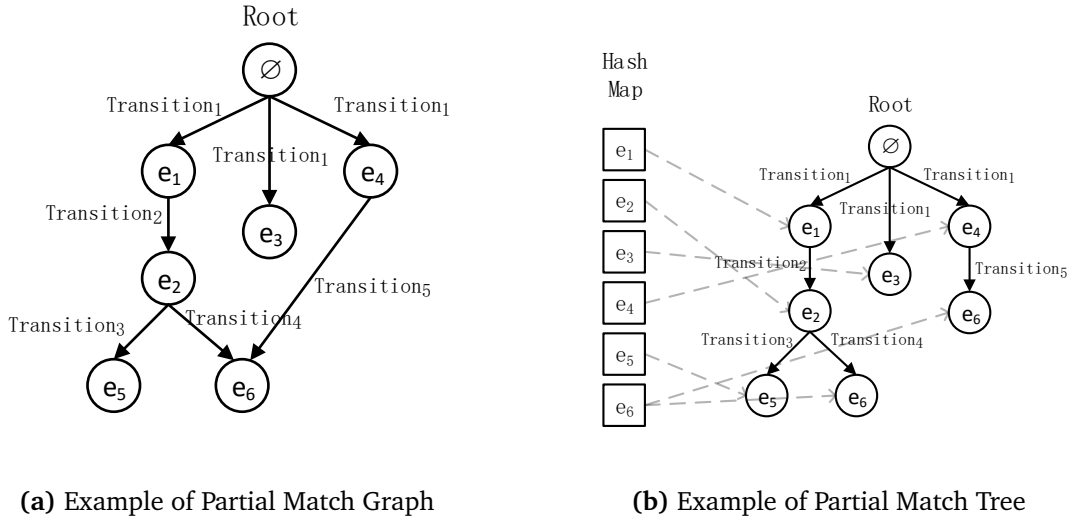 Root
∅
Transition₁
Transition₁
Transition₁
e₁
e₄
Transition₂
e₃
e₂
Transition₅
Transition₃
Transition₄
e₅
e₆
Hash
Map
Root
∅
e₁
Transition₁
Transition₁
e₂
Transition₁
e₁
e₄
e₃
Transition₂
Transition₅
e₃
e₄
e₂
e₆
Transition₃
Transition₄
e₅
e₅
e₆
e₆
(a) Example of Partial Match Graph
(b) Example of Partial Match Tree